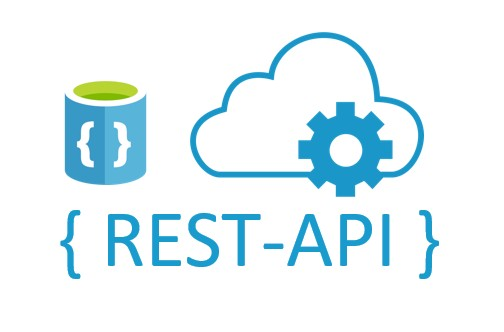 { }
{ REST-API }